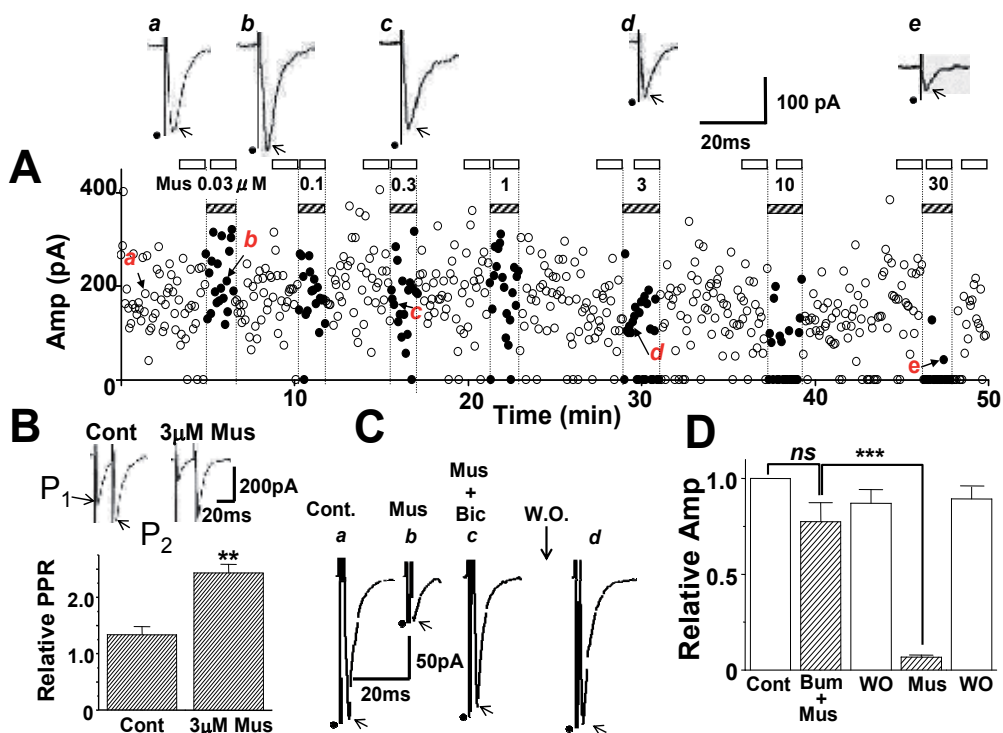 a b c d e
100 pA
20ms
A
Mus 0.03 μM 0.1 0.3 1 3 10 30
400
200
0
Amp (pA)
a b c d e
10 20 30 40 50
Time (min)
B
Cont 3μM Mus
P1
P2
200pA
20ms
**
2.0
1.0
0
Relative PPR
Cont 3μM Mus
C
Cont. Mus Mus + Bic W.O.
a b c d
50pA
20ms
D
ns ***
1.0
0.5
0
Relative Amp
Cont Bum + Mus WO Mus WO